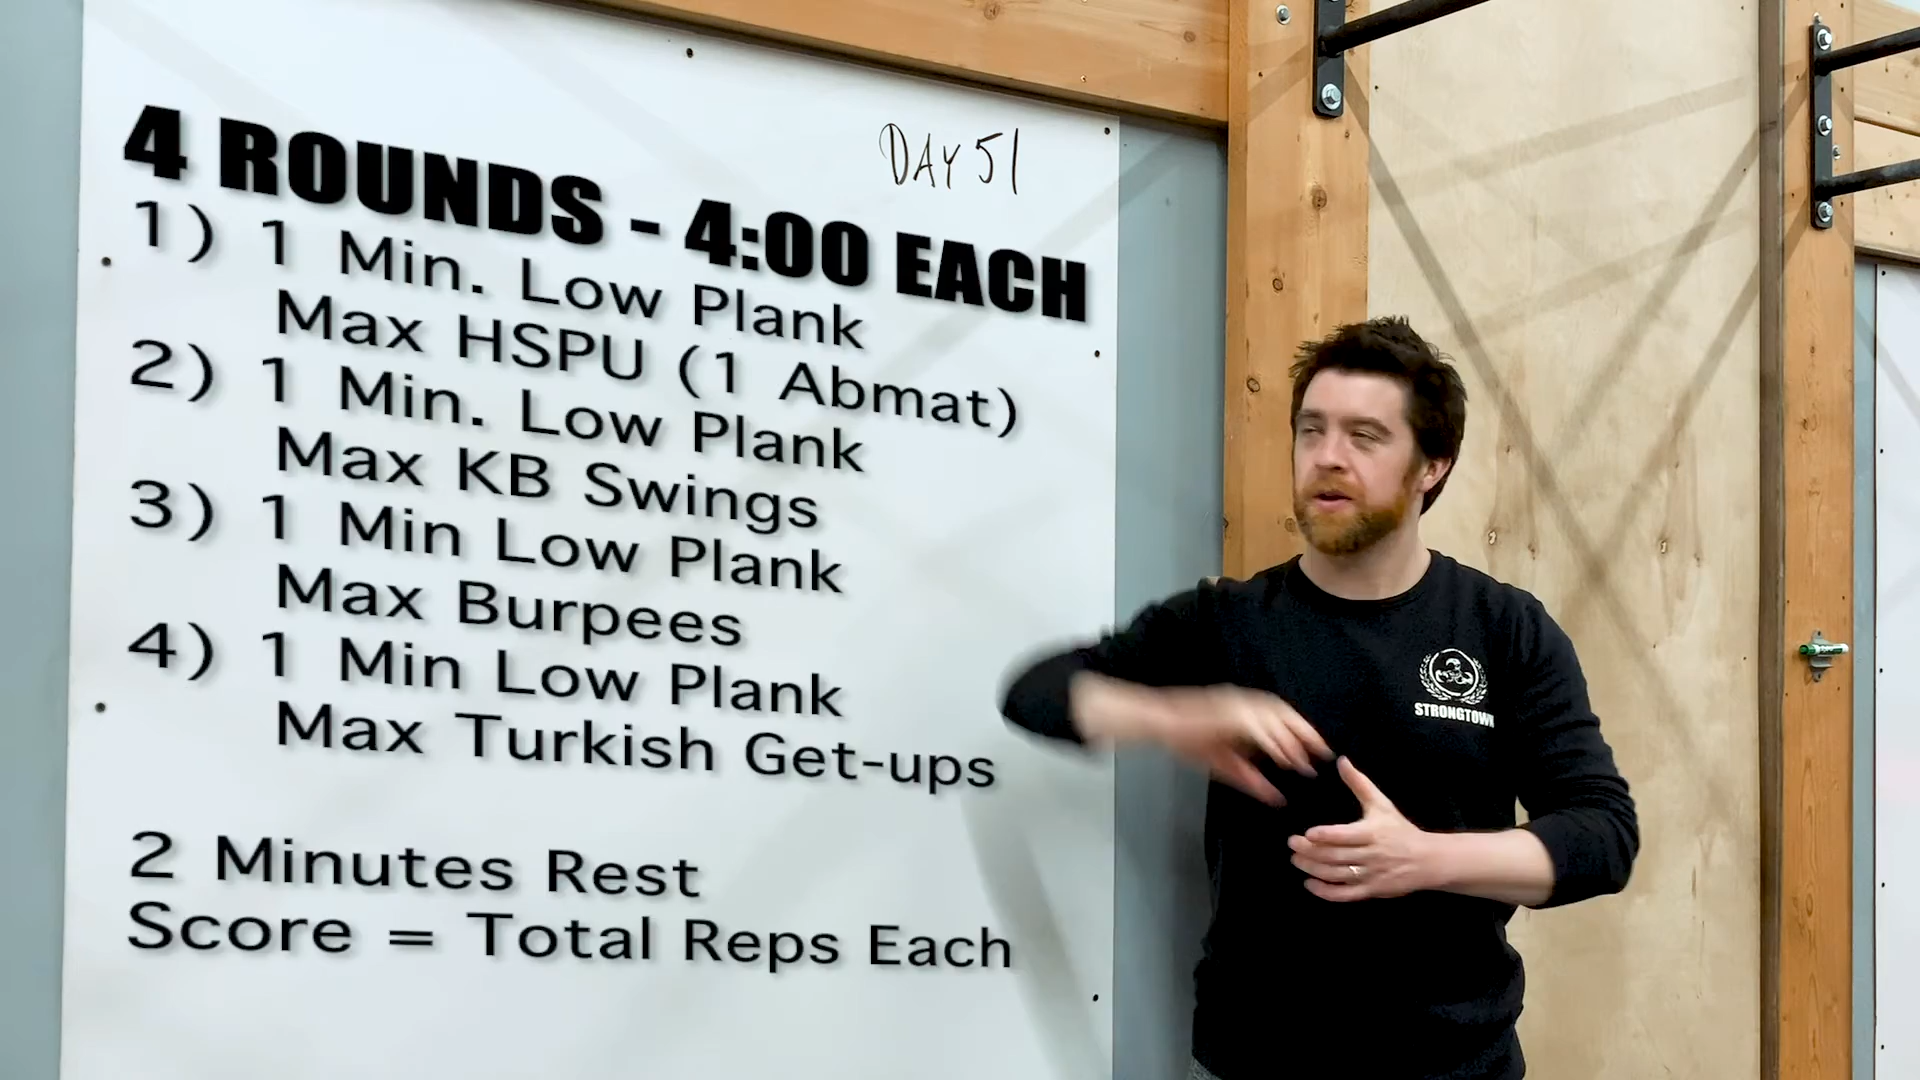 DAY 51
4 ROUNDS - 4:00 EACH
1) 1 Min. Low Plank
Max HSPU (1 Abmat)
2) 1 Min. Low Plank
Max KB Swings
3) 1 Min Low Plank
Max Burpees
4) 1 Min Low Plank
Max Turkish Get-ups
2 Minutes Rest
Score = Total Reps Each
STRONGTOWN